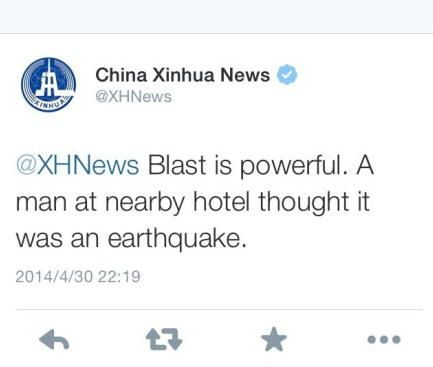 China Xinhua News
@XHNews
@XHNews Blast is powerful. A
man at nearby hotel thought it
was an earthquake.
2014/4/30 22:19
XINHUA